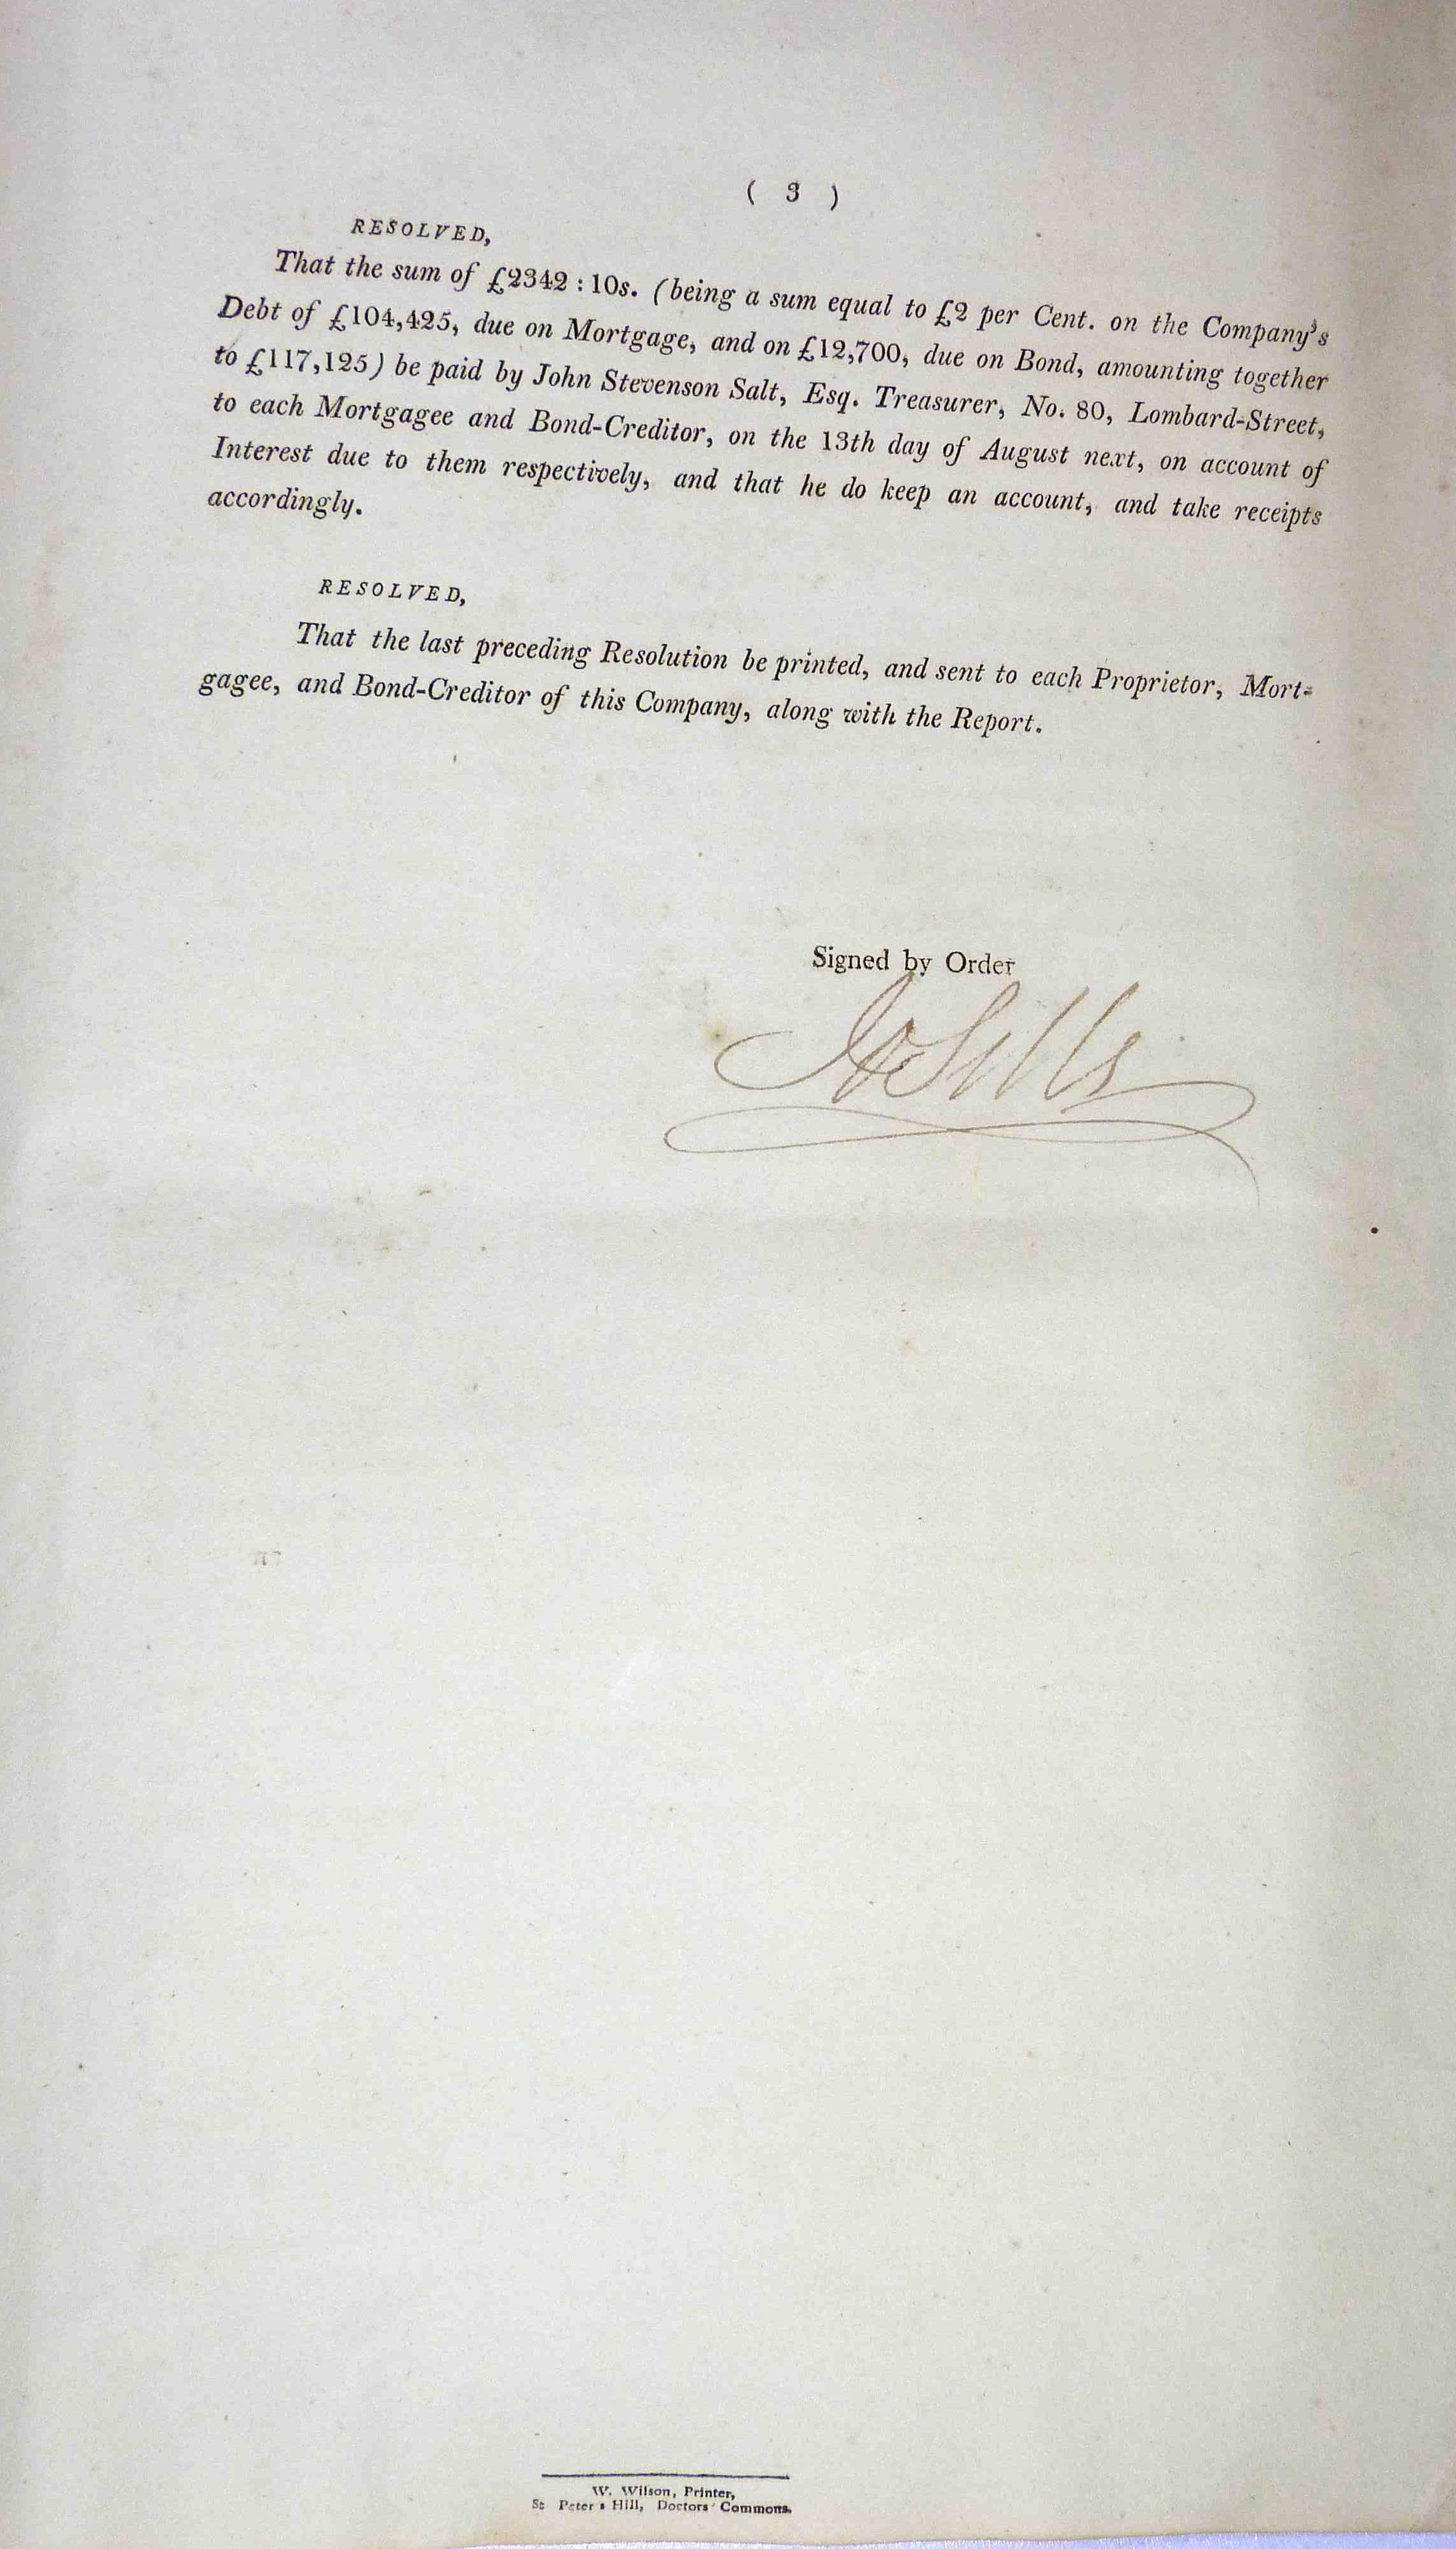 ( 3 )
RESOLVED,
That the sum of £2342 : 10s. (being a sum equal to £2 per Cent. on the Company's
Debt of £104,425, due on Mortgage, and on £12,700, due on Bond, amounting together
to £117,125) be paid by John Stevenson Salt, Esq. Treasurer, No. 80, Lombard-Street,
to each Mortgagee and Bond-Creditor, on the 13th day of August next, on account of
Interest due to them respectively, and that he do keep an account, and take receipts
accordingly.
RESOLVED,
That the last preceding Resolution be printed, and sent to each Proprietor, Mort-
gagee, and Bond-Creditor of this Company, along with the Report.
Signed by Order
Sills
W. Wilson, Printer,
St Peter's Hill, Doctors' Commons.